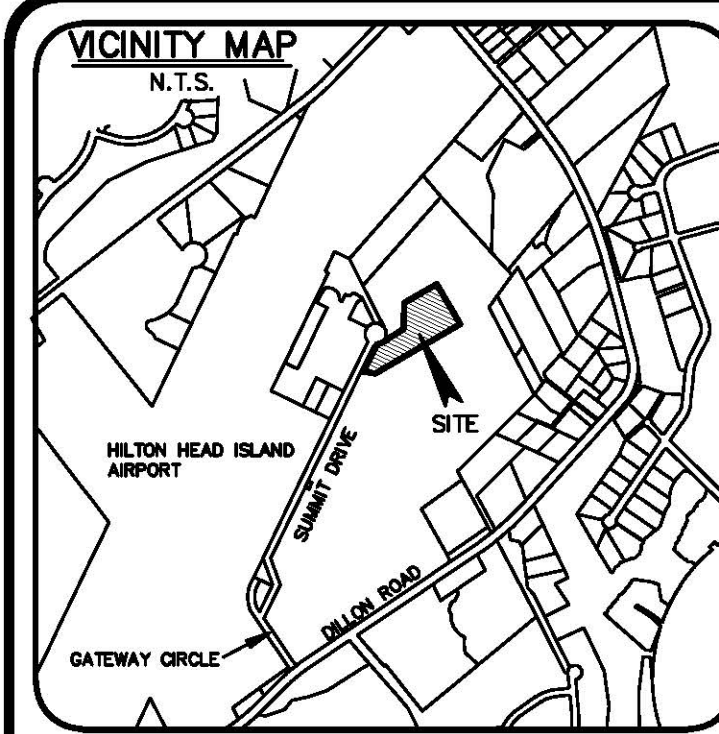 VICINITY MAP
N.T.S.
SITE
HILTON HEAD ISLAND
AIRPORT
SUMMIT DRIVE
DILLON ROAD
GATEWAY CIRCLE